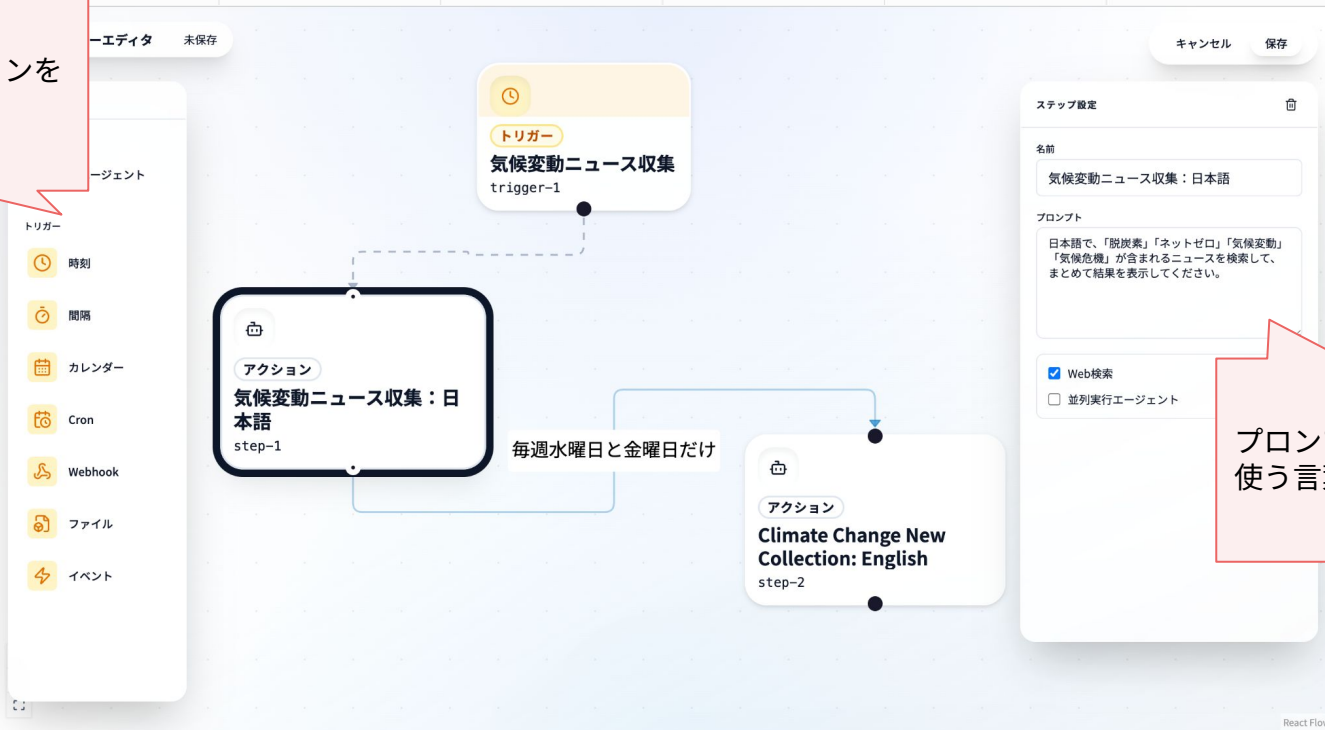 ンを
ーエディタ
未保存
キャンセル
保存
ージェント
トリガー
時刻
間隔
カレンダー
Cron
Webhook
ファイル
イベント
トリガー
気候変動ニュース収集
trigger-1
アクション
気候変動ニュース収集：日
本語
step-1
毎週水曜日と金曜日だけ
アクション
Climate Change New
Collection: English
step-2
ステップ設定
名前
気候変動ニュース収集：日本語
プロンプト
日本語で、「脱炭素」「ネットゼロ」「気候変動」
「気候危機」が含まれるニュースを検索して、
まとめて結果を表示してください。
Web検索
並列実行エージェント
プロン
使う言
React Flow